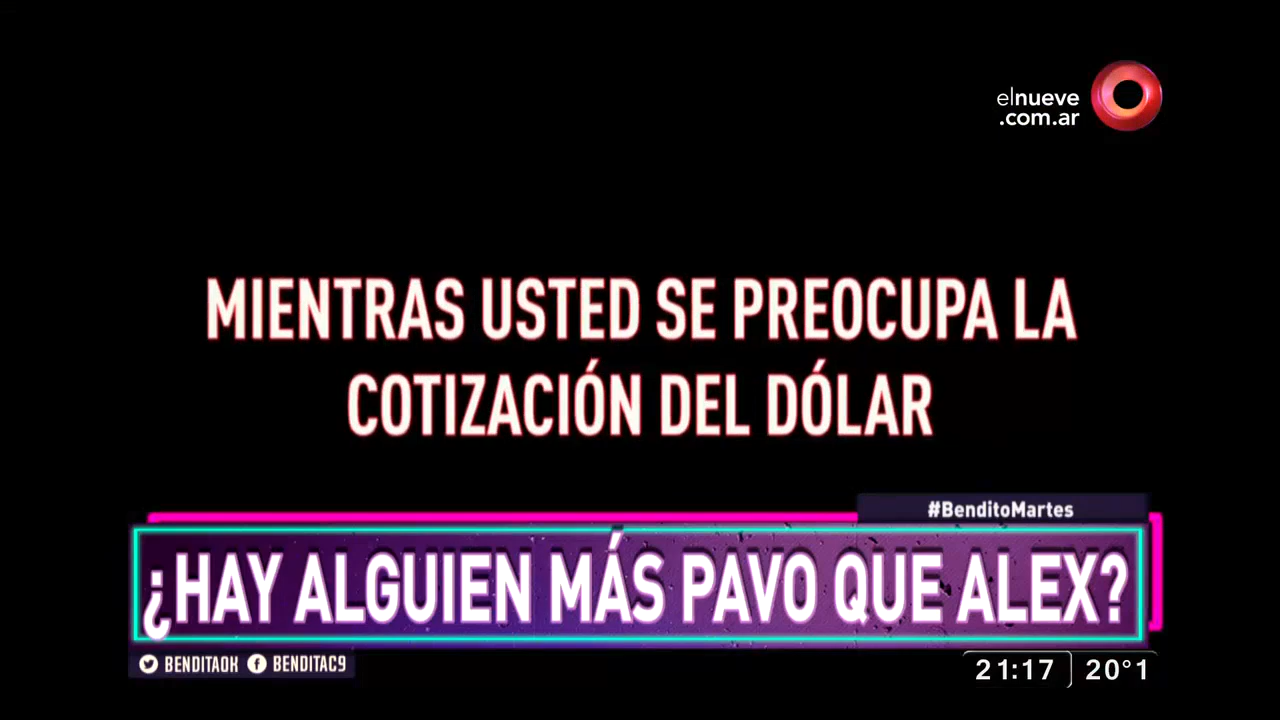 elnueve
.com.ar
MIENTRAS USTED SE PREOCUPA LA
COTIZACIÓN DEL DÓLAR
#BenditoMartes
¿HAY ALGUIEN MÁS PAVO QUE ALEX?
BENDITAOK BENDITAC9
21:17 20°1